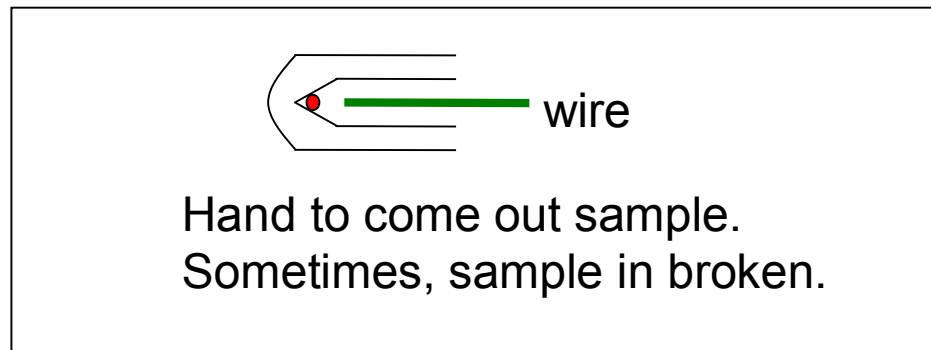 wire
Hand to come out sample.
Sometimes, sample in broken.